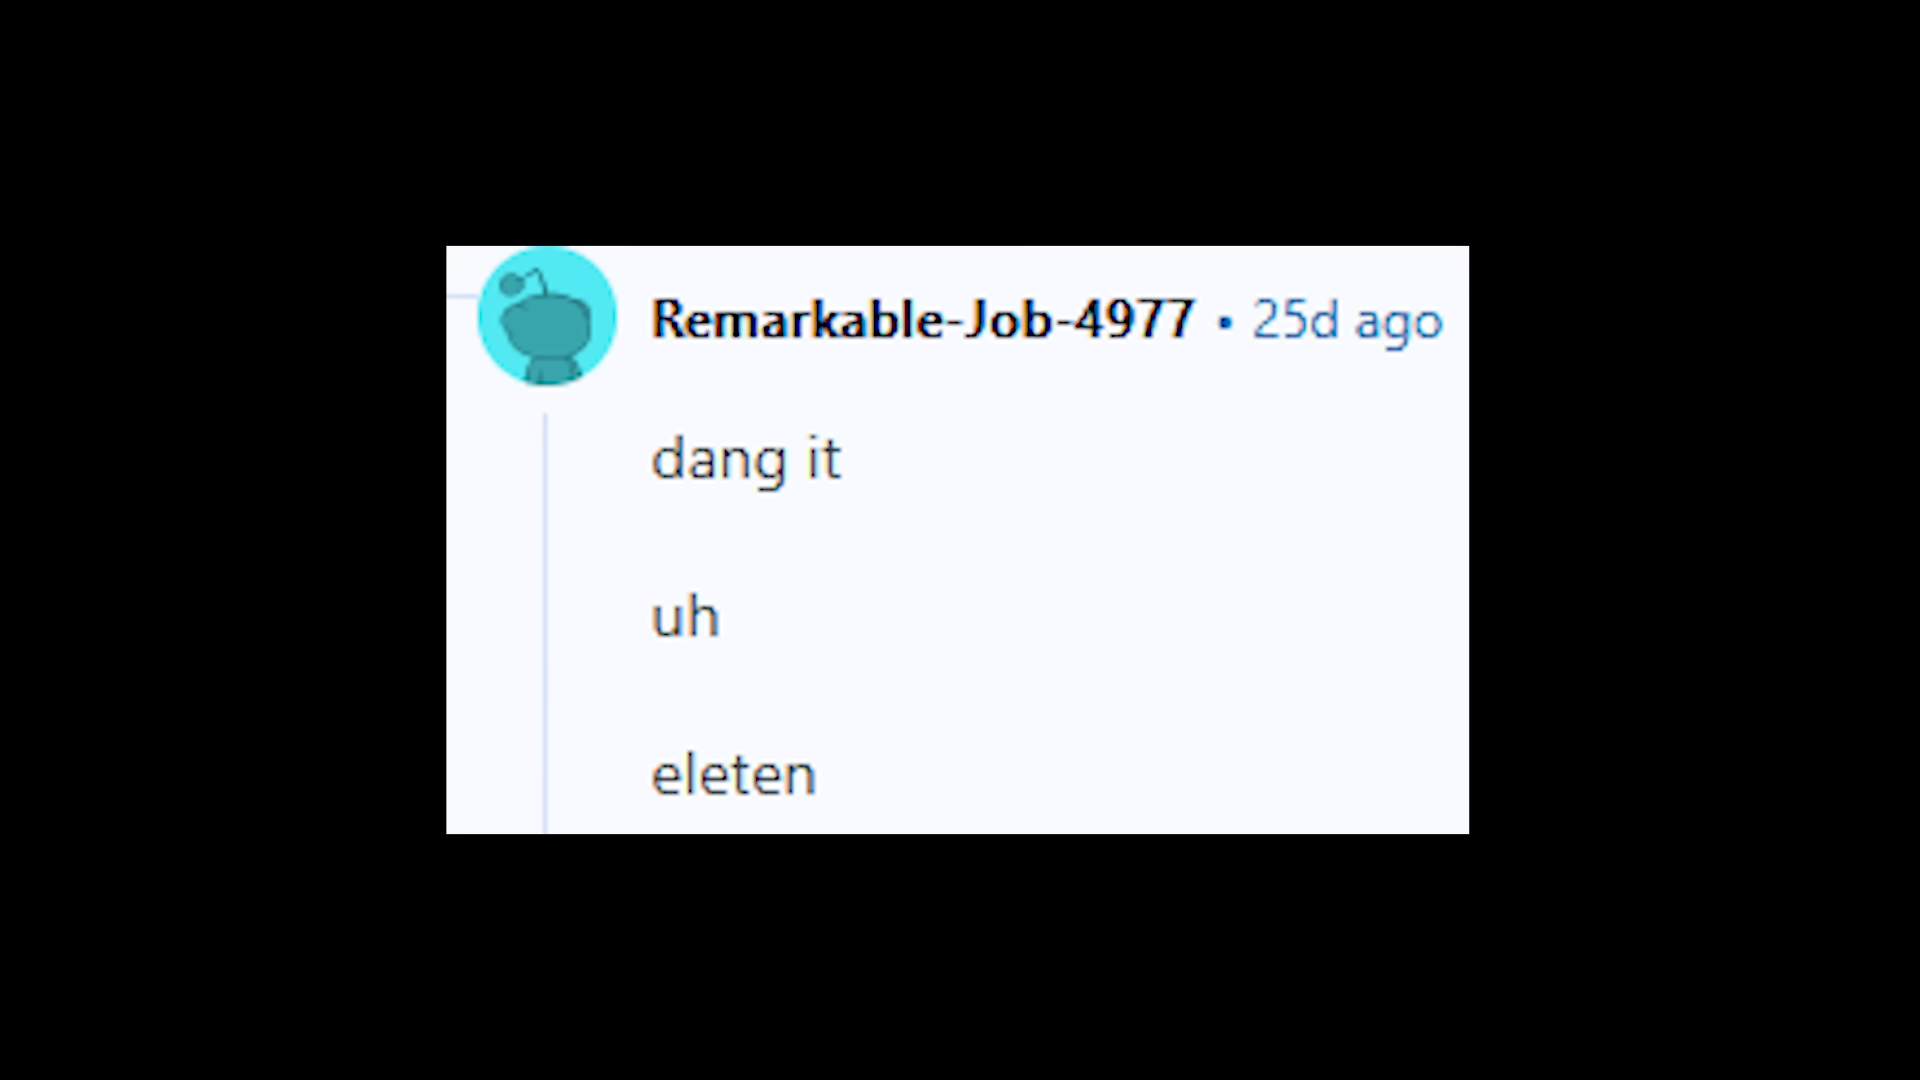 Remarkable-Job-4977 • 25d ago
dang it
uh
eleten